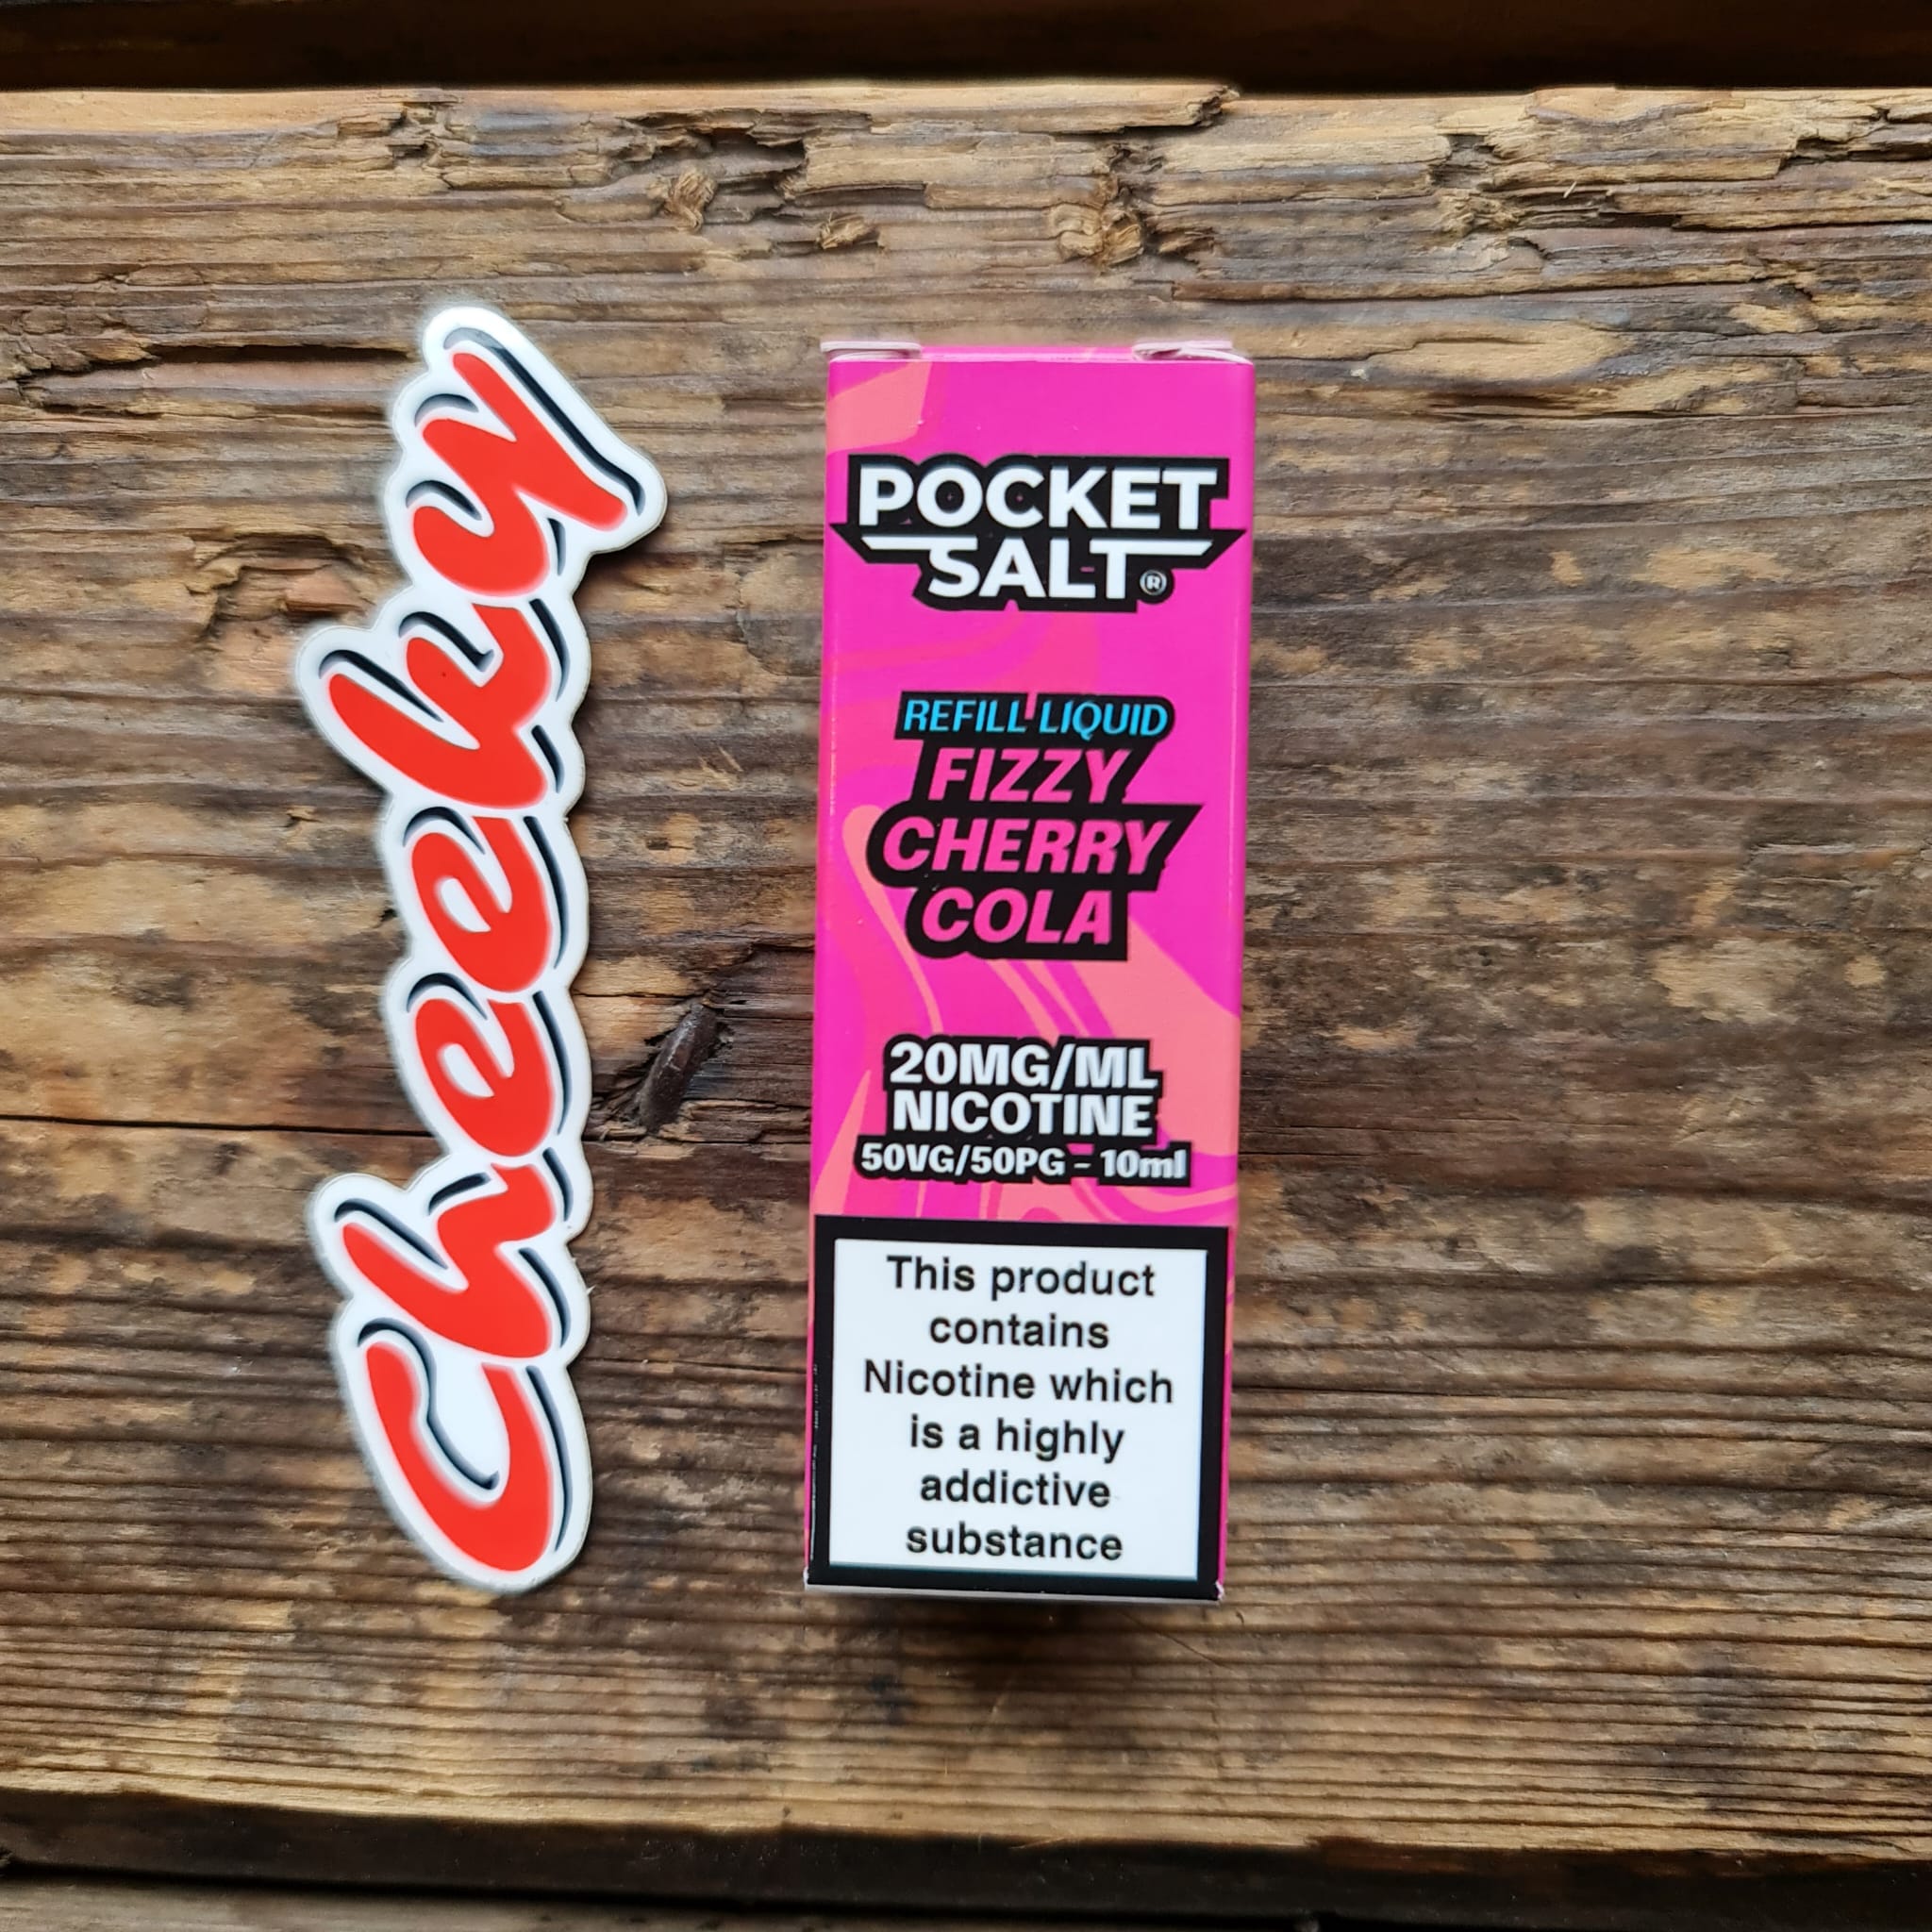 Cheeky
POCKET
SALT®
REFILL LIQUID
FIZZY
CHERRY
COLA
20MG/ML
NICOTINE
50VG/50PG - 10ml
This product
contains
Nicotine which
is a highly
addictive
substance